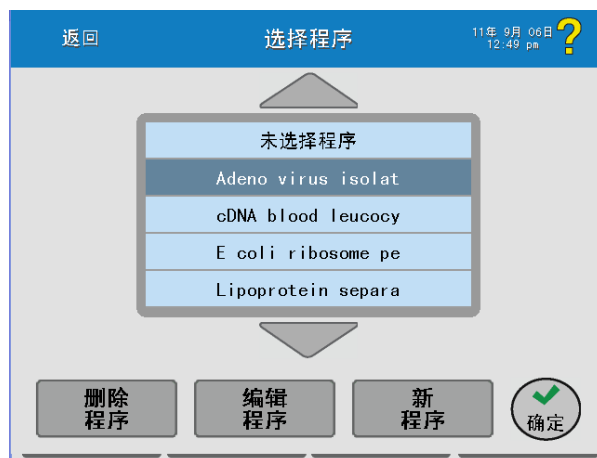 返回
选择程序
11年 9月 06日
12:49 pm
?
未选择程序
Adeno virus isolat
cDNA blood leucocy
E coli ribosome pe
Lipoprotein separa
删除
程序
编辑
程序
新
程序
确定